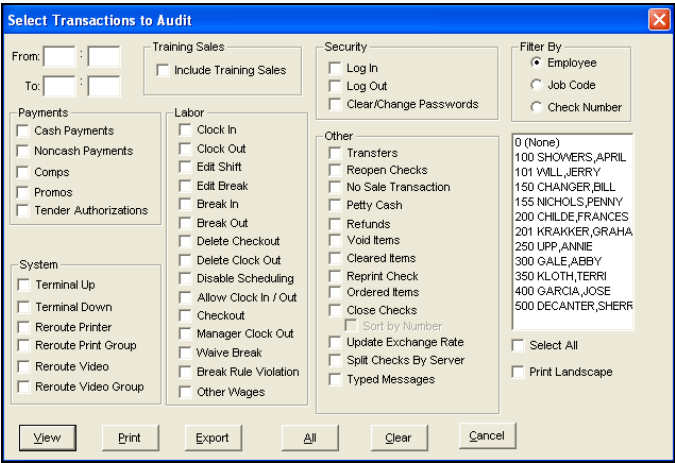 Select Transactions to Audit
From: :
To: :
Training Sales
Include Training Sales
Security
Log In
Log Out
Clear/Change Passwords
Filter By
Employee
Job Code
Check Number
Payments
Cash Payments
Noncash Payments
Comps
Promos
Tender Authorizations
System
Terminal Up
Terminal Down
Reroute Printer
Reroute Print Group
Reroute Video
Reroute Video Group
Labor
Clock In
Clock Out
Edit Shift
Edit Break
Break In
Break Out
Delete Checkout
Delete Clock Out
Disable Scheduling
Allow Clock In / Out
Checkout
Manager Clock Out
Waive Break
Break Rule Violation
Other Wages
Other
Transfers
Reopen Checks
No Sale Transaction
Petty Cash
Refunds
Void Items
Cleared Items
Reprint Check
Ordered Items
Close Checks
Sort by Number
Update Exchange Rate
Split Checks By Server
Typed Messages
0 (None)
100 SHOWERS,APRIL
101 WILL,JERRY
150 CHANGER,BILL
155 NICHOLS,PENNY
200 CHILDE,FRANCES
201 KRAKKER,GRAHA
250 UPP,ANNIE
300 GALE,ABBY
350 KLOTH,TERRI
400 GARCIA,JOSE
500 DECANTER,SHERR
Select All
Print Landscape
View
Print
Export
All
Clear
Cancel